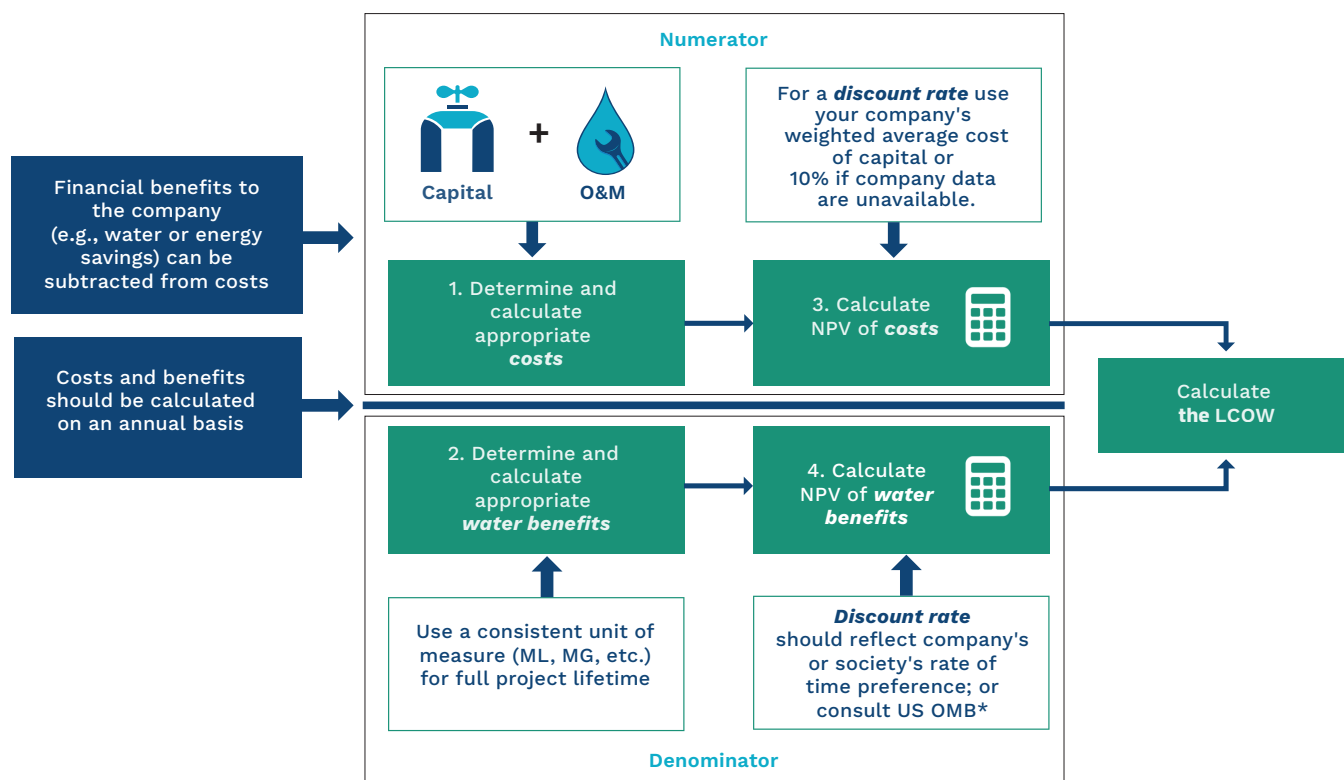 Numerator
Capital
+
O&M
For a discount rate use
your company's
weighted average cost
of capital or
10% if company data
are unavailable.
Financial benefits to
the company
(e.g., water or energy
savings) can be
subtracted from costs
1. Determine and
calculate
appropriate
costs
3. Calculate
NPV of costs
Costs and benefits
should be calculated
on an annual basis
Calculate
the LCOW
2. Determine and
calculate
appropriate
water benefits
4. Calculate
NPV of water
benefits
Use a consistent unit of
measure (ML, MG, etc.)
for full project lifetime
Discount rate
should reflect company's
or society's rate of
time preference; or
consult US OMB*
Denominator